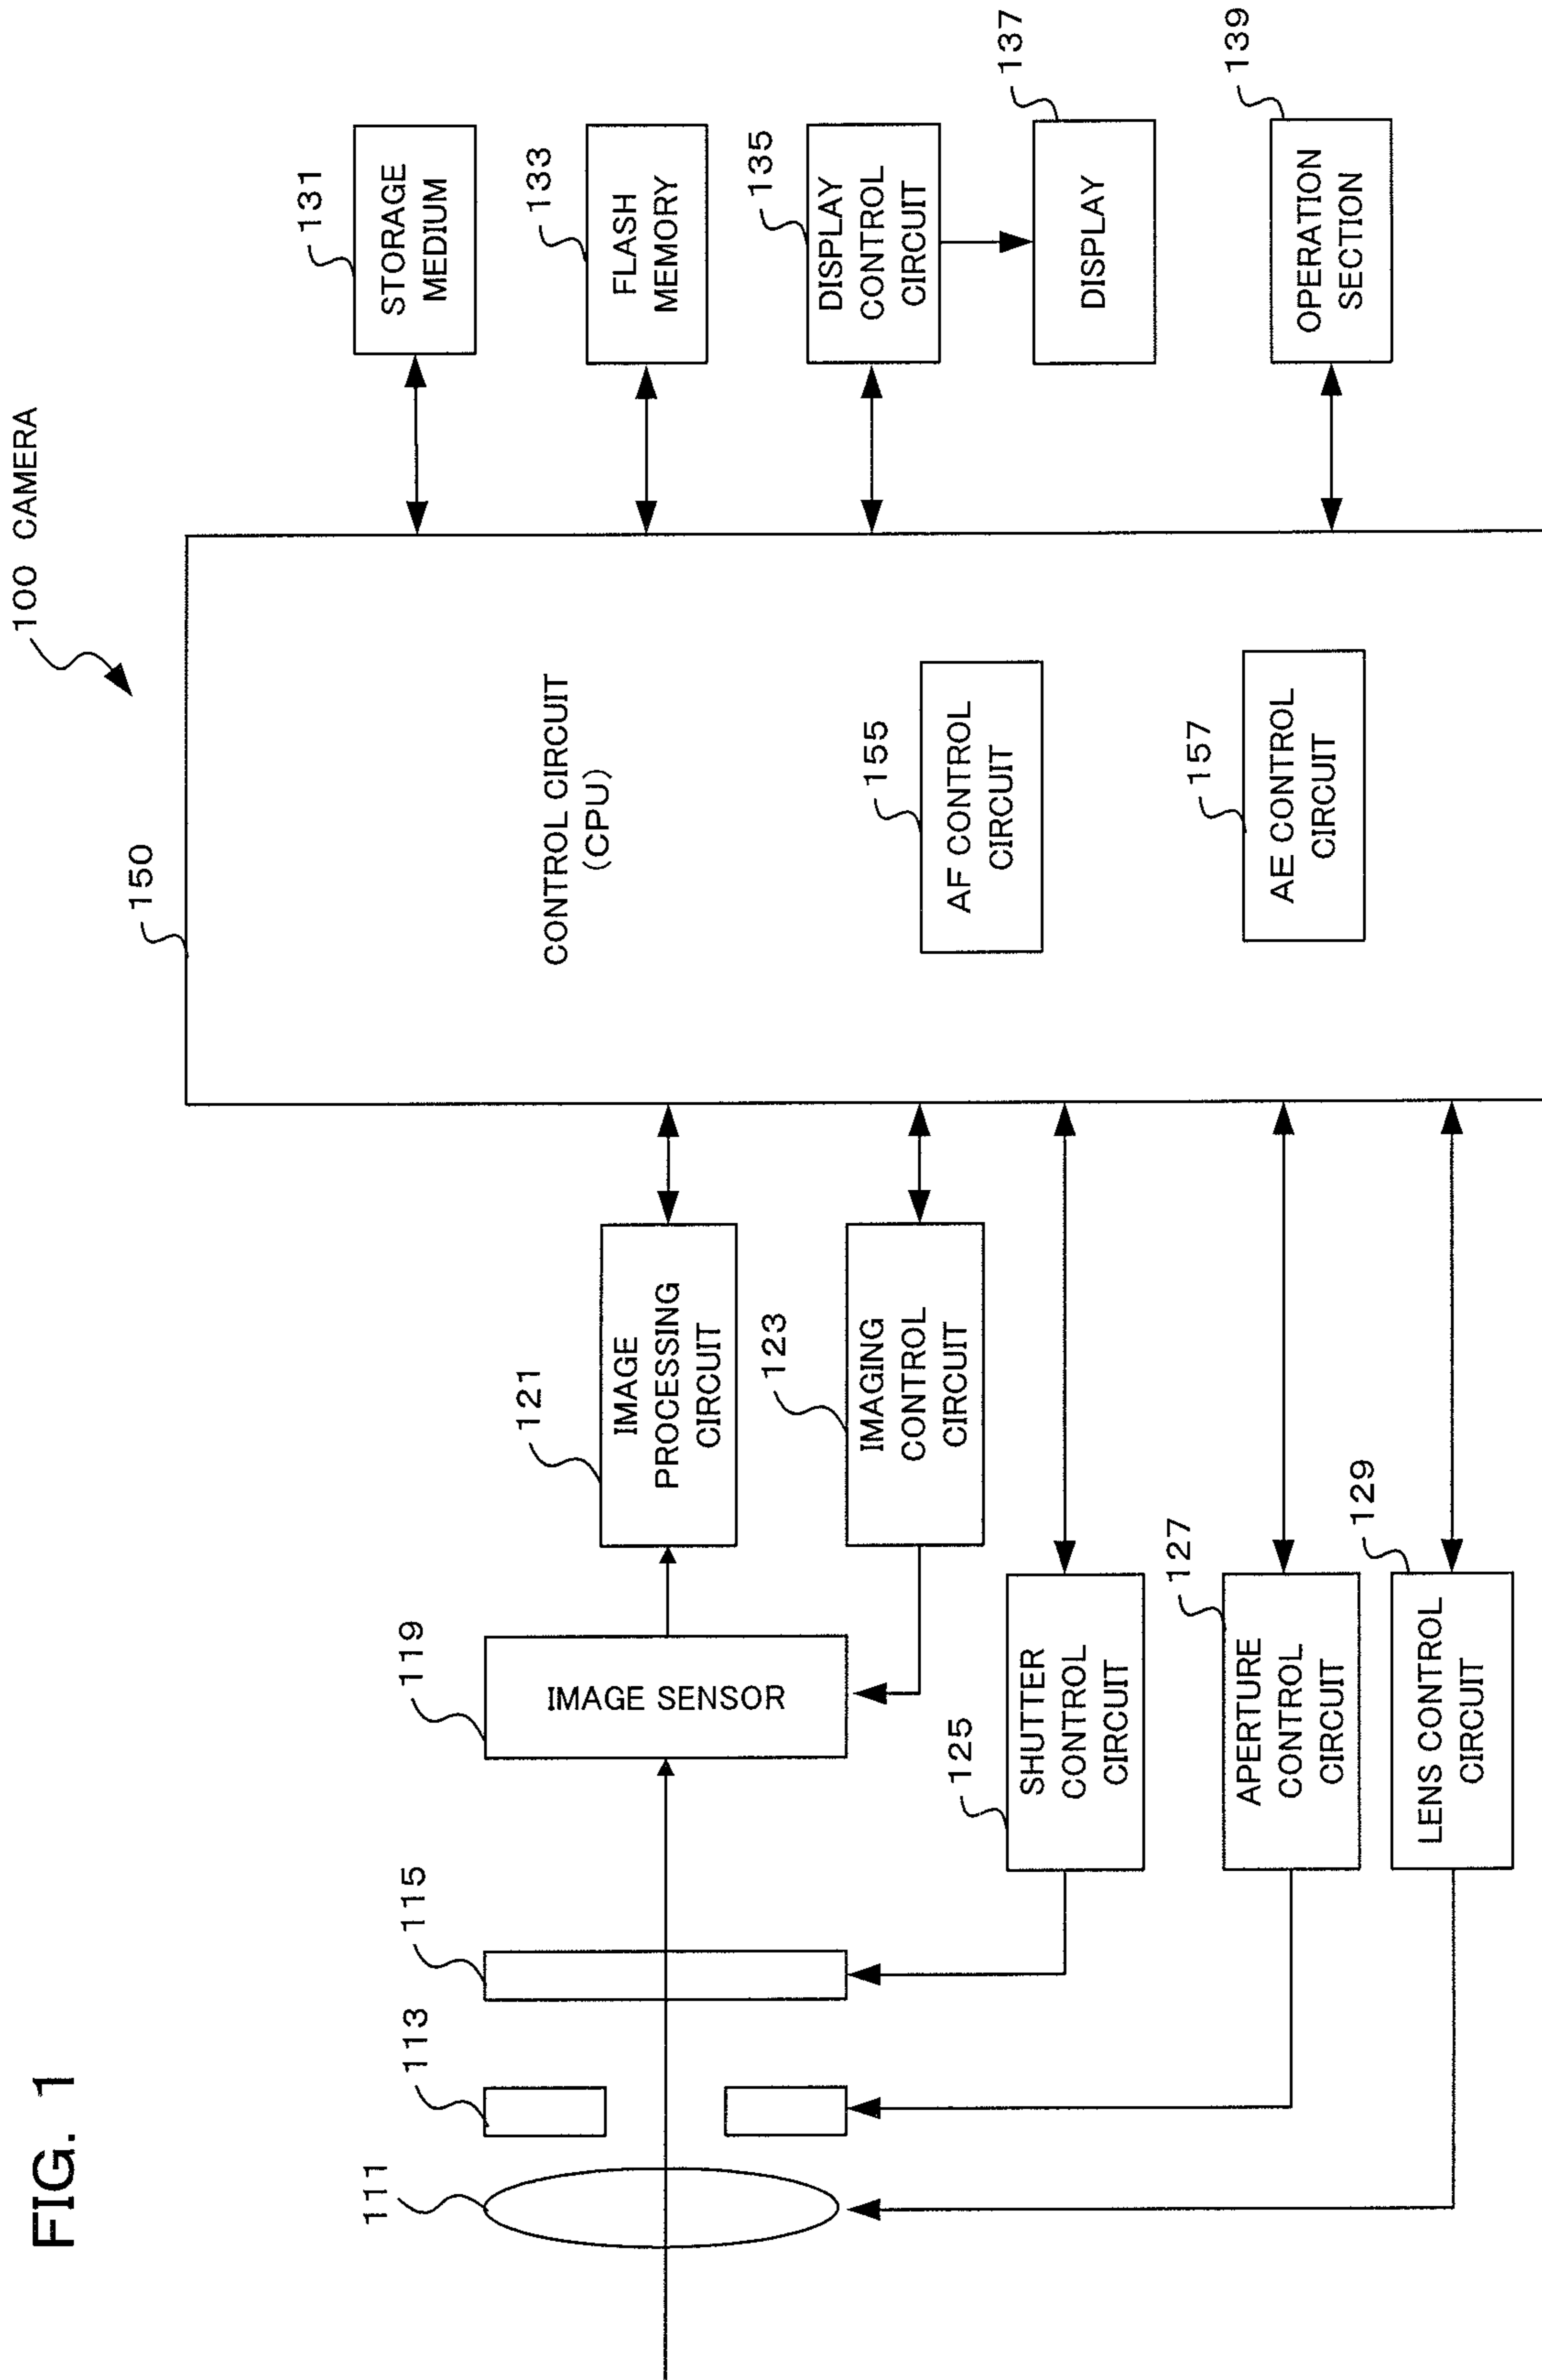 FIG. 1
100 CAMERA
150
CONTROL CIRCUIT
(CPU)
155
AF CONTROL
CIRCUIT
157
AE CONTROL
CIRCUIT
111
113
115
119
IMAGE SENSOR
121
IMAGE
PROCESSING
CIRCUIT
123
IMAGING
CONTROL
CIRCUIT
125
SHUTTER
CONTROL
CIRCUIT
127
APERTURE
CONTROL
CIRCUIT
129
LENS CONTROL
CIRCUIT
131
STORAGE
MEDIUM
133
FLASH
MEMORY
135
DISPLAY
CONTROL
CIRCUIT
137
DISPLAY
139
OPERATION
SECTION